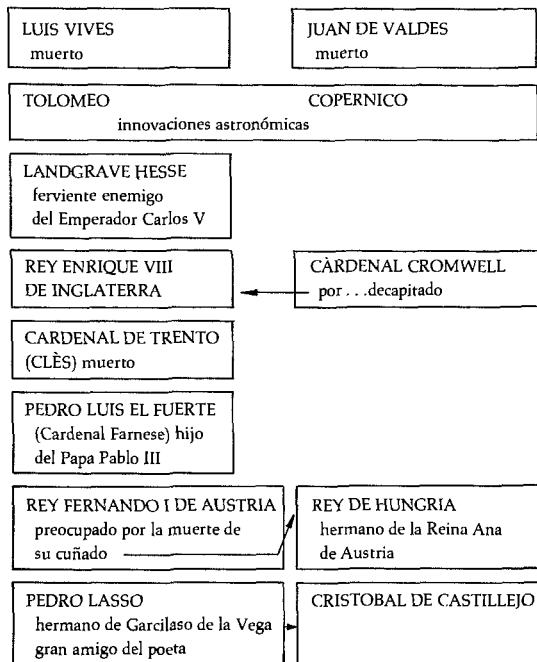 LUIS VIVES
muerto
JUAN DE VALDES
muerto
TOLOMEO COPERNICO
innovaciones astronómicas
LANDGRAVE HESSE
ferviente enemigo
del Emperador Carlos V
REY ENRIQUE VIII
DE INGLATERRA
CÀRDENAL CROMWELL
por ...decapitado
CARDENAL DE TRENTO
(CLÈS) muerto
PEDRO LUIS EL FUERTE
(Cardenal Farnese) hijo
del Papa Pablo III
REY FERNANDO I DE AUSTRIA
preocupado por la muerte de
su cuñado
REY DE HUNGRIA
hermano de la Reina Ana
de Austria
PEDRO LASSO
hermano de Garcilaso de la Vega
gran amigo del poeta
CRISTOBAL DE CASTILLEJO